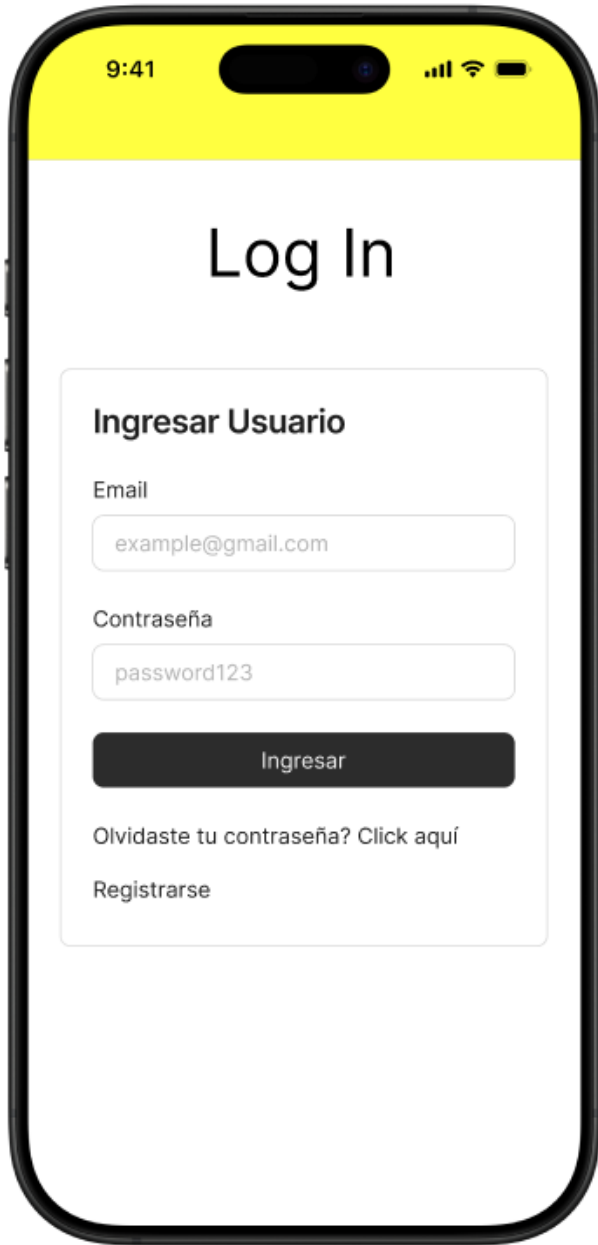 9:41
Log In
Ingresar Usuario
Email
example@gmail.com
Contraseña
password123
Ingresar
Olvidaste tu contraseña? Click aquí
Registrarse